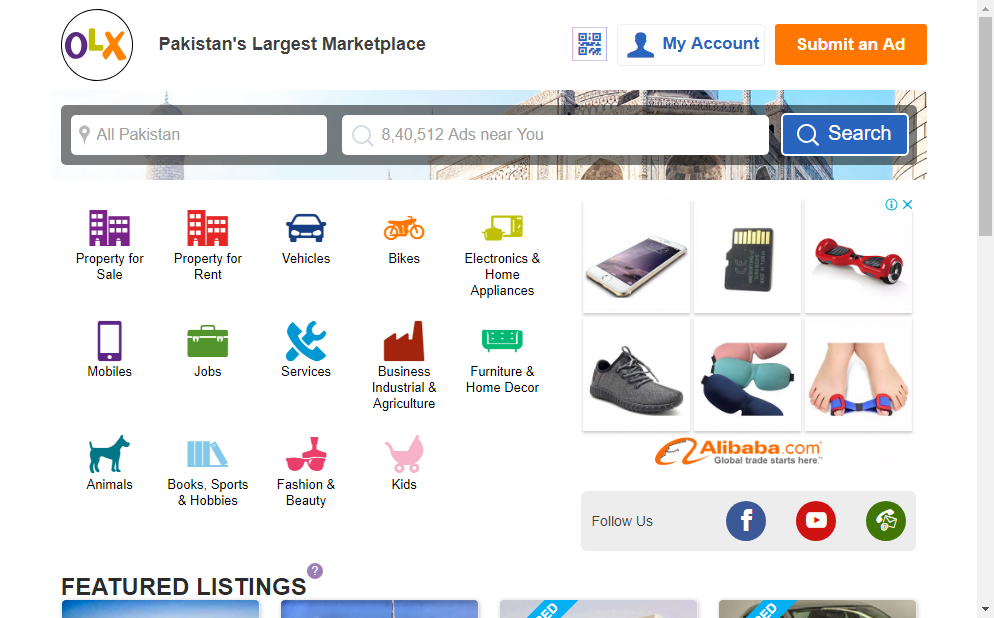 OLX
Pakistan's Largest Marketplace
My Account
Submit an Ad
All Pakistan
8,40,512 Ads near You
Search
Property for
Sale
Property for
Rent
Vehicles
Bikes
Electronics &
Home
Appliances
Mobiles
Jobs
Services
Business
Industrial &
Agriculture
Furniture &
Home Decor
Animals
Books, Sports
& Hobbies
Fashion &
Beauty
Kids
Alibaba.com
Global trade starts here.™
Follow Us
FEATURED LISTINGS
?